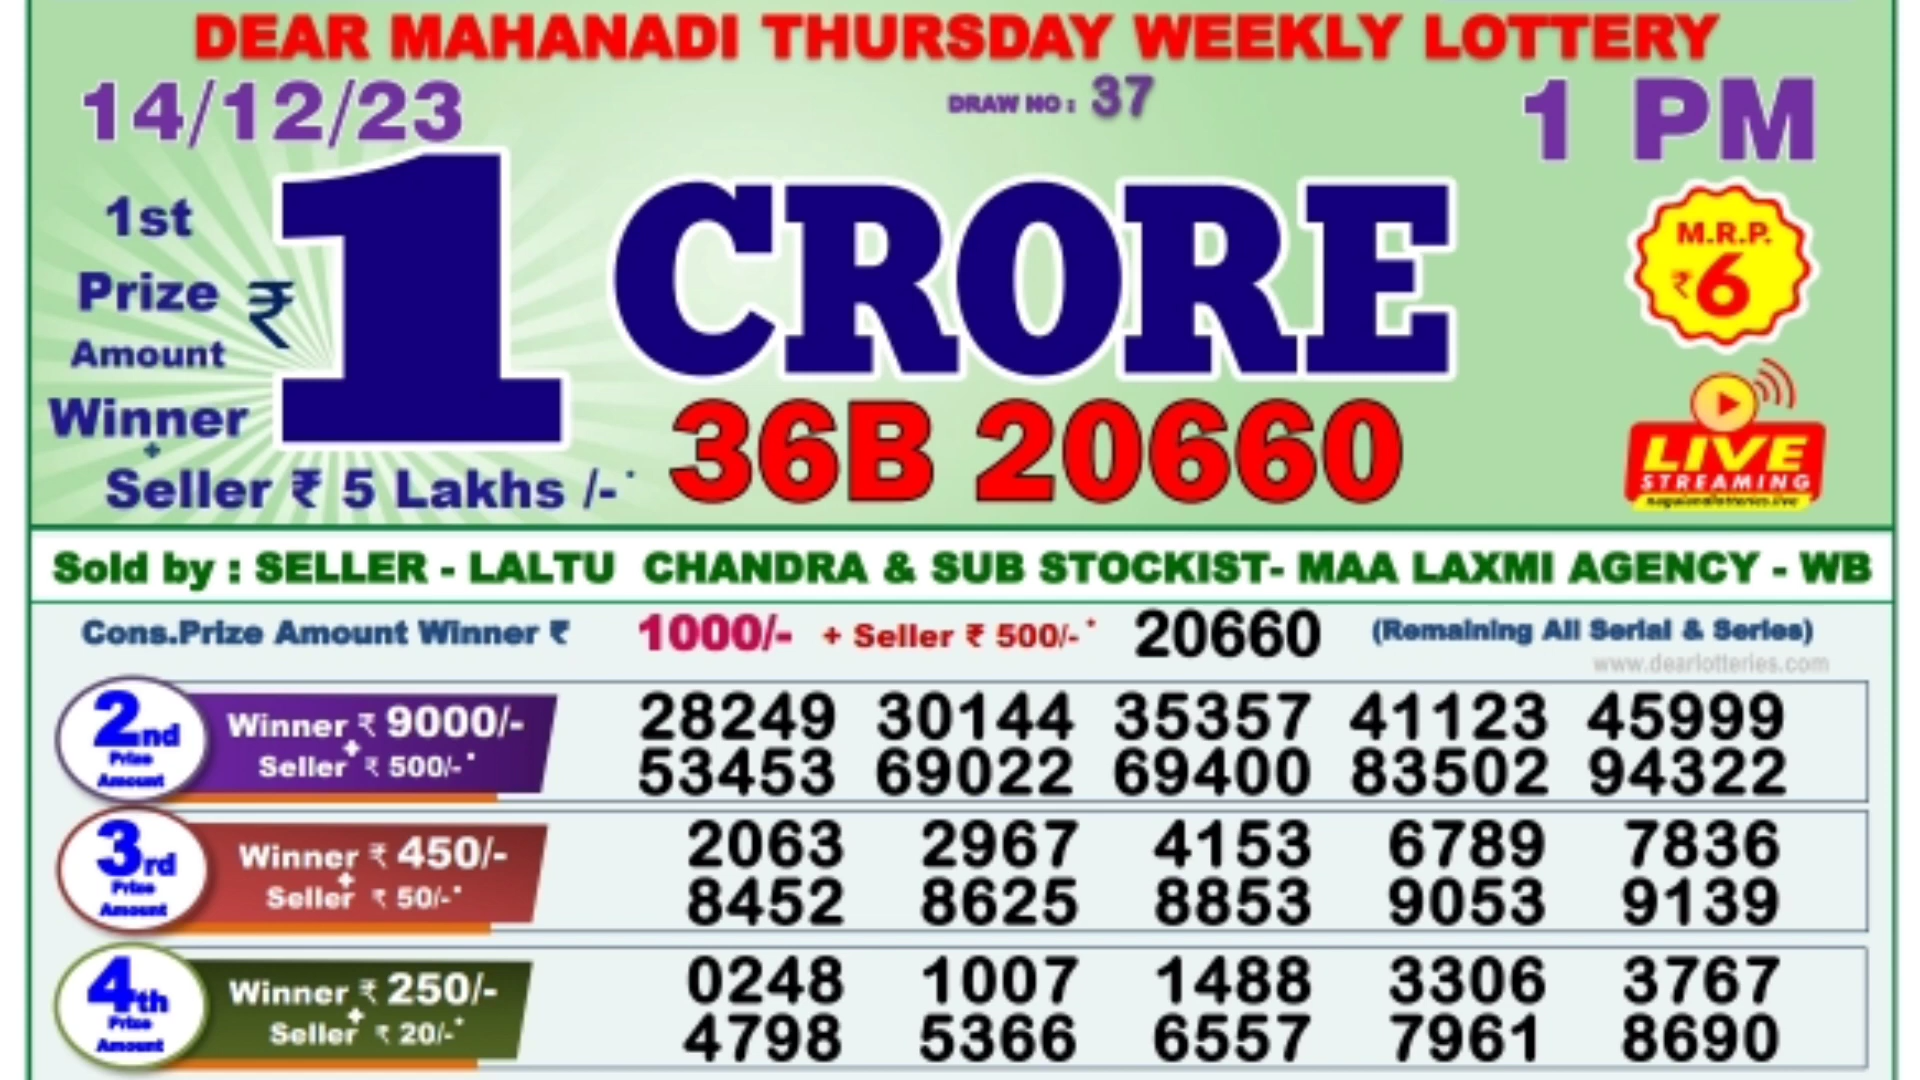 DEAR MAHANADI THURSDAY WEEKLY LOTTERY
14/12/23
DRAW NO : 37
1 PM
1st
Prize
Amount
Winner
+
Seller ₹ 5 Lakhs /-*
₹ 1 CRORE
36B 20660
M.R.P.
₹ 6
LIVE
STREAMING
nagalandlotteries.live
Sold by : SELLER - LALTU CHANDRA & SUB STOCKIST- MAA LAXMI AGENCY - WB
Cons.Prize Amount Winner ₹ 1000/- + Seller ₹ 500/-* 20660 (Remaining All Serial & Series)
www.dearlotteries.com
2nd
Prize
Amount
Winner ₹ 9000/-
+
Seller ₹ 500/-*
28249 30144 35357 41123 45999
53453 69022 69400 83502 94322
3rd
Prize
Amount
Winner ₹ 450/-
+
Seller ₹ 50/-*
2063 2967 4153 6789 7836
8452 8625 8853 9053 9139
4th
Prize
Amount
Winner ₹ 250/-
+
Seller ₹ 20/-*
0248 1007 1488 3306 3767
4798 5366 6557 7961 8690